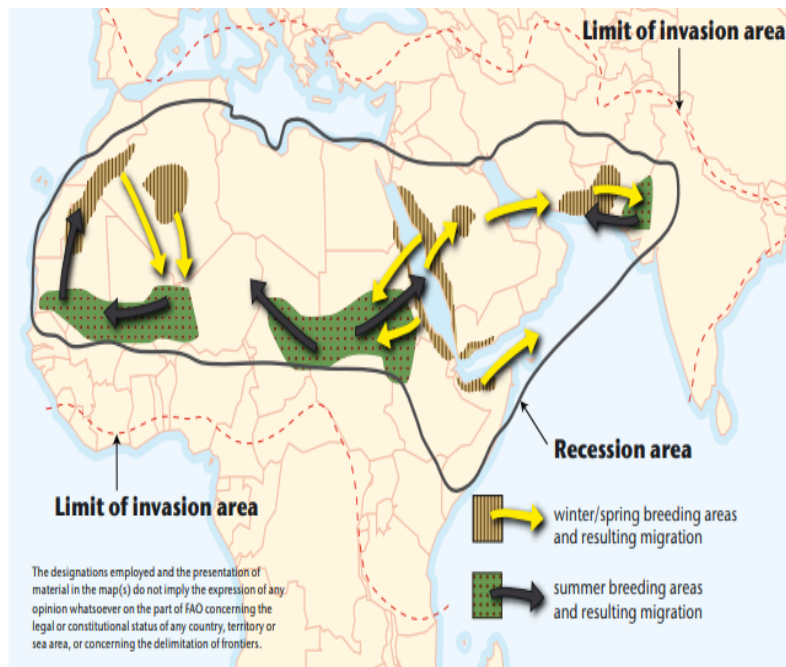 Limit of invasion area
Recession area
Limit of invasion area
winter/spring breeding areas
and resulting migration
summer breeding areas
and resulting migration
The designations employed and the presentation of
material in the map(s) do not imply the expression of any
opinion whatsoever on the part of FAO concerning the
legal or constitutional status of any country, territory or
sea area, or concerning the delimitation of frontiers.